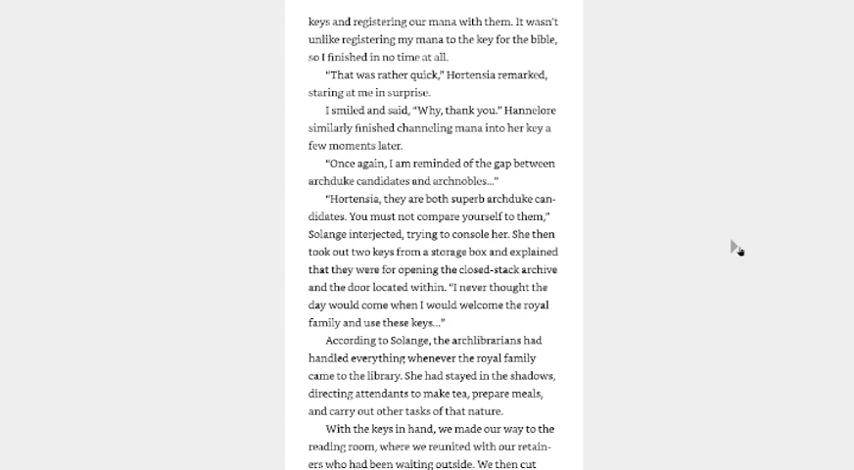 keys and registering our mana with them. It wasn't
unlike registering my mana to the key for the bible,
so I finished in no time at all.
"That was rather quick," Hortensia remarked,
staring at me in surprise.
I smiled and said, "Why, thank you." Hannelore
similarly finished channeling mana into her key a
few moments later.
"Once again, I am reminded of the gap between
archduke candidates and archnobles..."
"Hortensia, they are both superb archduke can-
didates. You must not compare yourself to them,"
Solange interjected, trying to console her. She then
took out two keys from a storage box and explained
that they were for opening the closed-stack archive
and the door located within. "I never thought the
day would come when I would welcome the royal
family and use these keys..."
According to Solange, the archlibrarians had
handled everything whenever the royal family
came to the library. She had stayed in the shadows,
directing attendants to make tea, prepare meals,
and carry out other tasks of that nature.
With the keys in hand, we made our way to the
reading room, where we reunited with our retain-
ers who had been waiting outside. We then cut